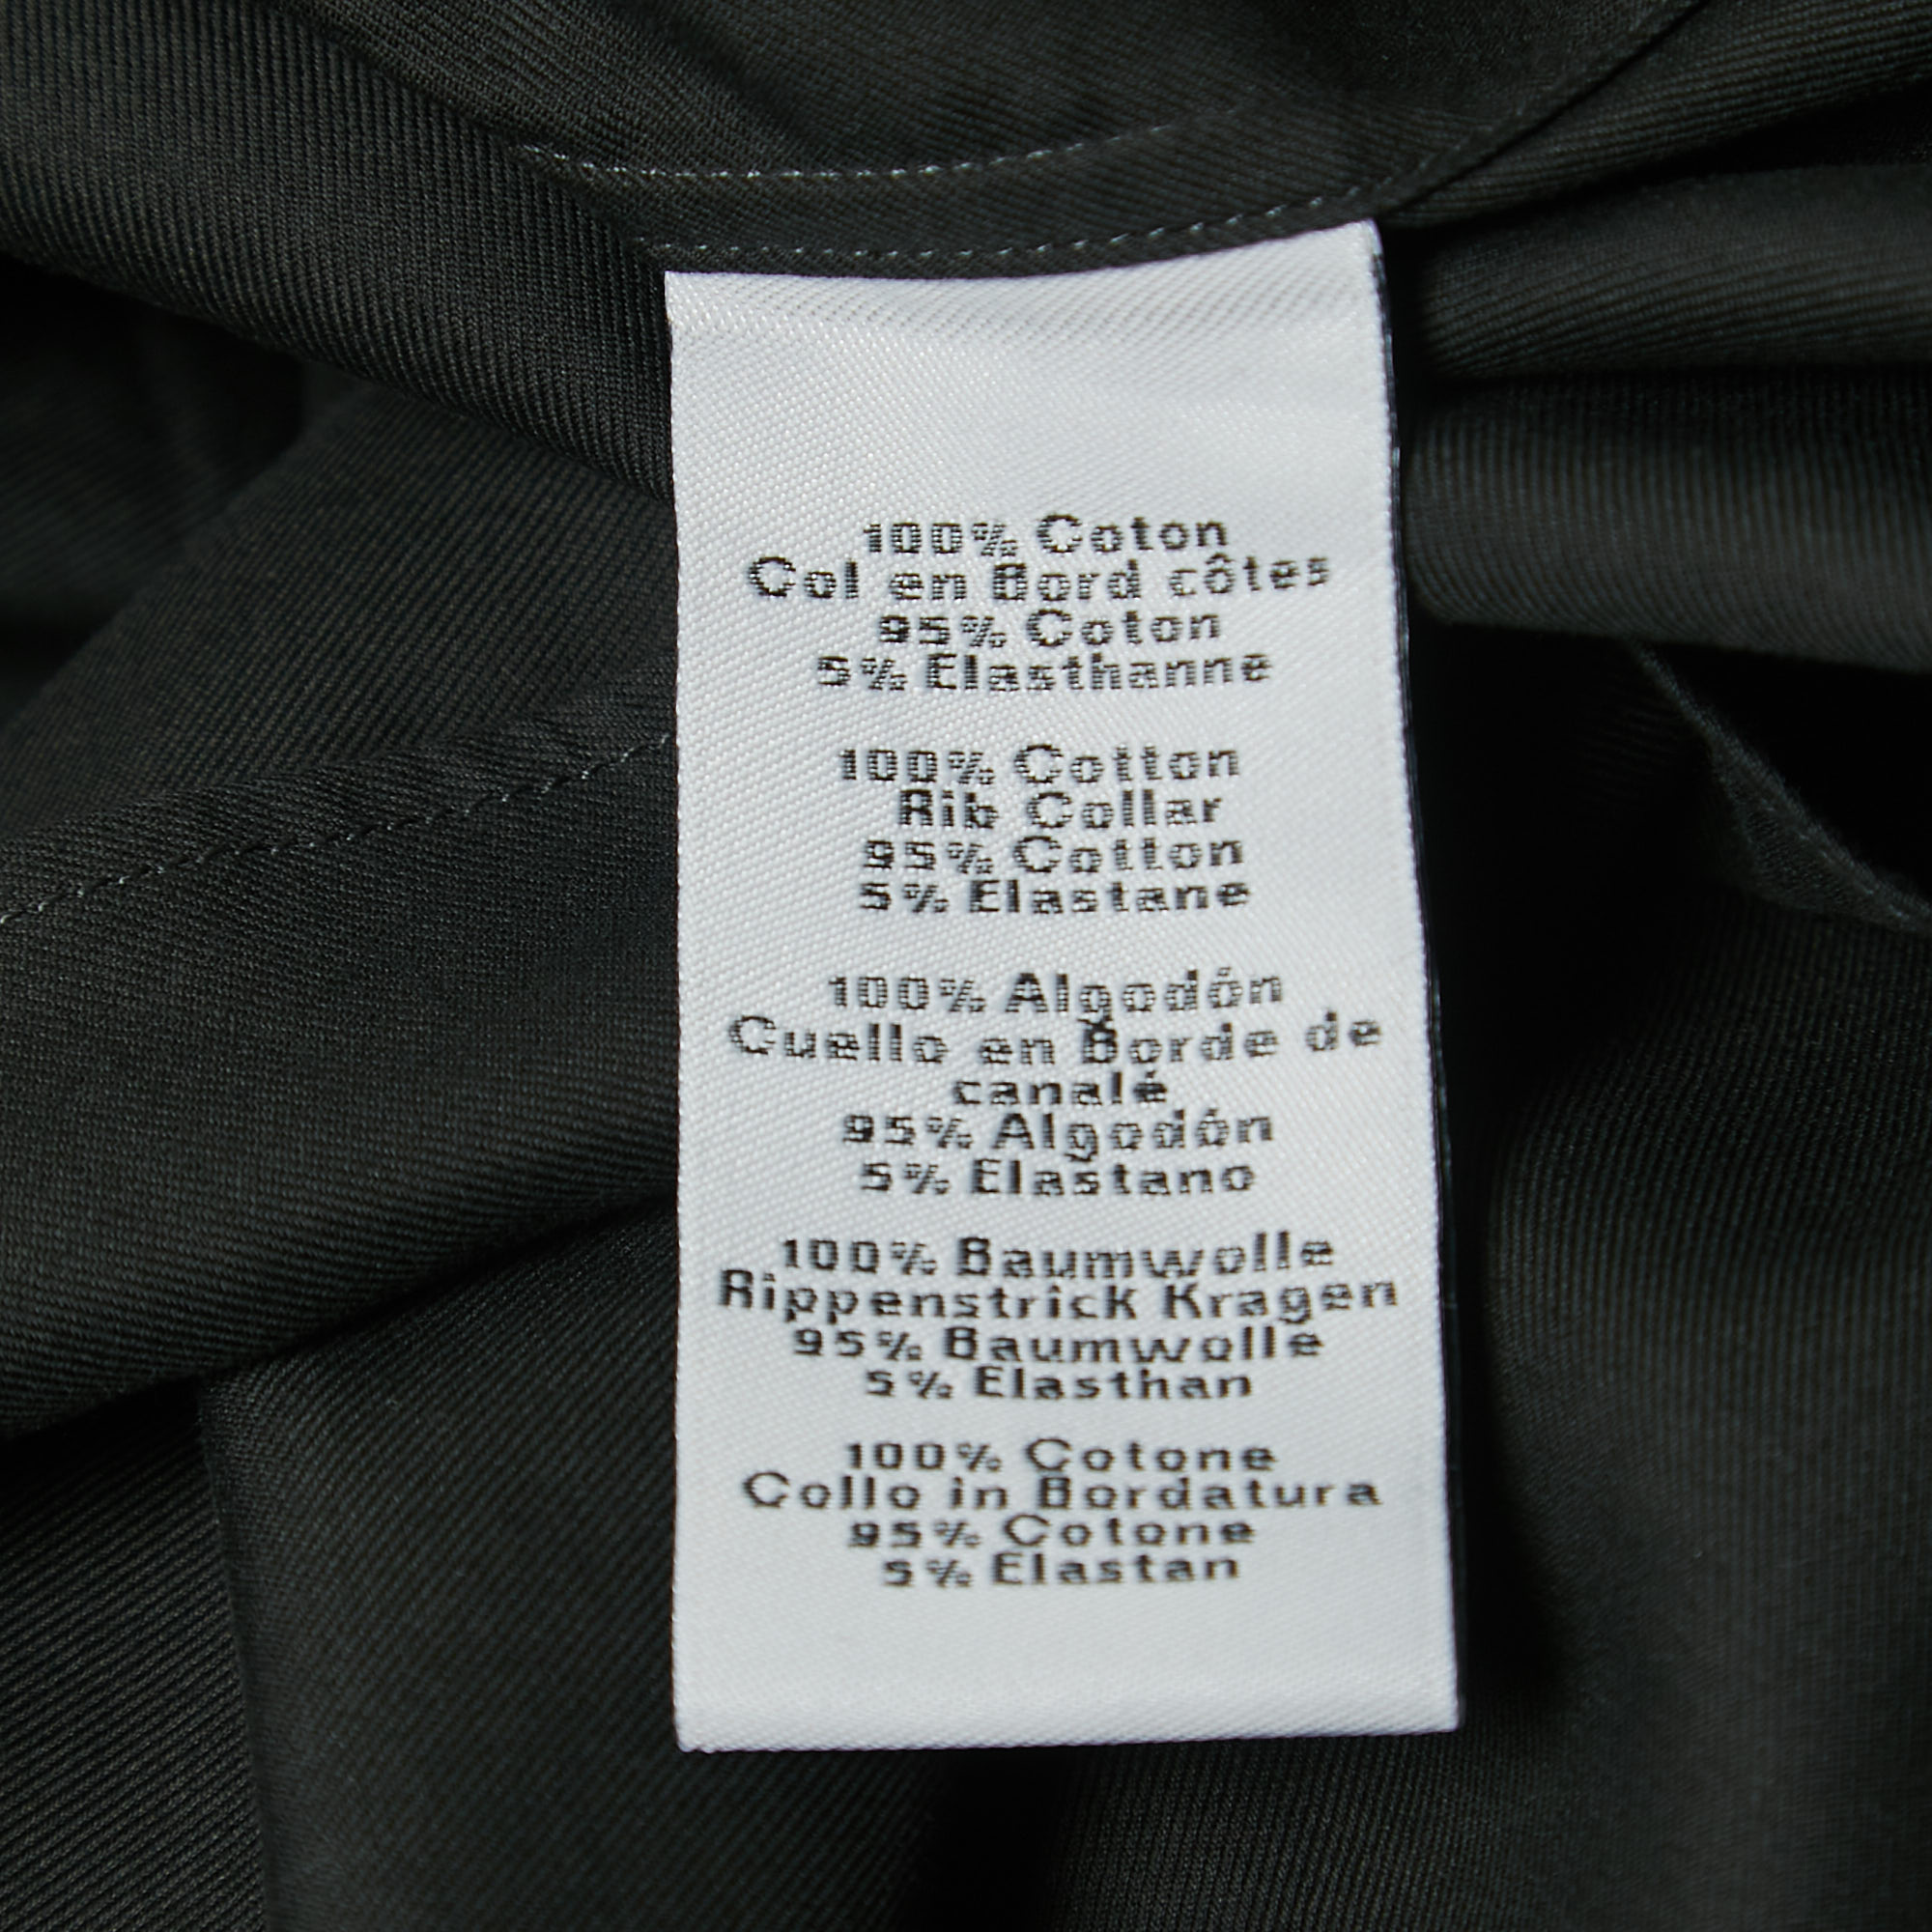 100% Coton
Col en Bord côtes
95% Coton
5% Elasthanne
100% Cotton
Rib Collar
95% Cotton
5% Elastane
100% Algodón
Cuello en Borde de
canalé
95% Algodón
5% Elastano
100% Baumwolle
Rippenstrick Kragen
95% Baumwolle
5% Elasthan
100% Cotone
Collo in Bordatura
95% Cotone
5% Elastan